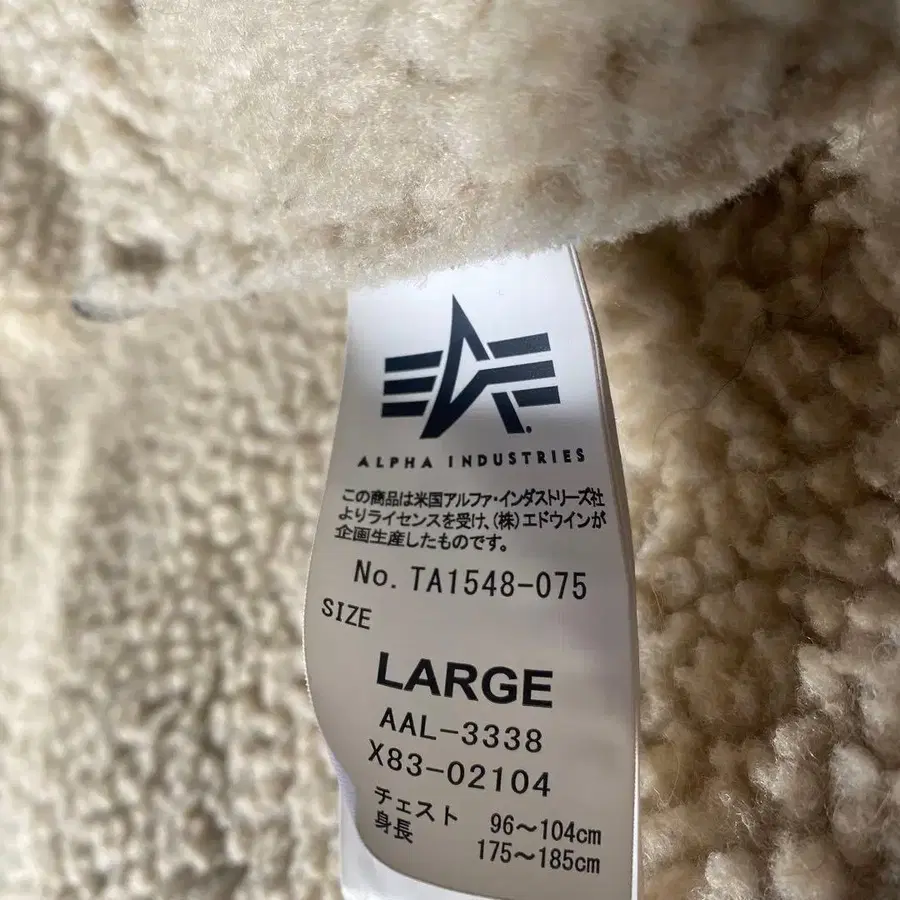 ALPHA INDUSTRIES
この商品は米国アルファ・インダストリーズ社
よりライセンスを受け、(株)エドウインが
企画生産したものです。
No. TA1548-075
SIZE
LARGE
AAL-3338
X83-02104
チェスト 96〜104cm
身長 175〜185cm